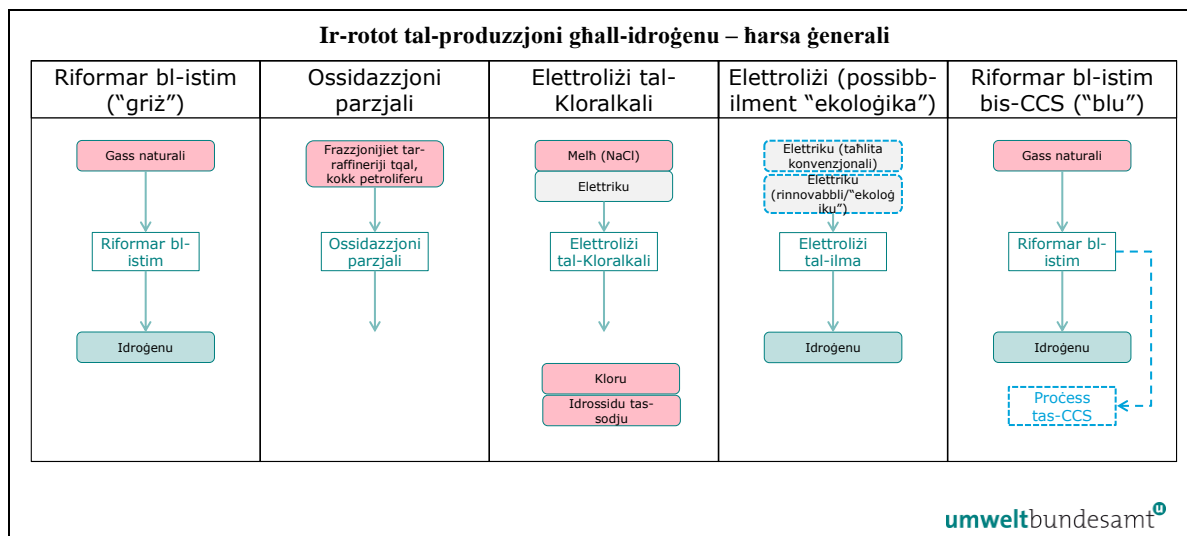 Ir-rotot tal-produzzjoni għall-idroġenu – ħarsa ġenerali
Riformar bl-istim
(“griż”)
Gass naturali
Riformar bl-
istim
Idroġenu
Ossidazzjoni
parzjali
Frazzjonijiet tar-
raffineriji tqal,
kokk petroliferu
Ossidazzjoni
parzjali
Elettroliżi tal-
Kloralkali
Melħ (NaCl)
Elettriku
Elettroliżi
tal-Kloralkali
Kloru
Idrossidu tas-
sodju
Elettroliżi (possibb-
ilment “ekoloġika”)
Elettriku (taħlita
konvenzjonali)
Elettriku
(rinnovabbli/“ekoloġ
iku”)
Elettroliżi
tal-ilma
Idroġenu
Riformar bl-istim
bis-CCS (“blu”)
Gass naturali
Riformar bl-
istim
Idroġenu
Proċess
tas-CCS
umweltbundesamt